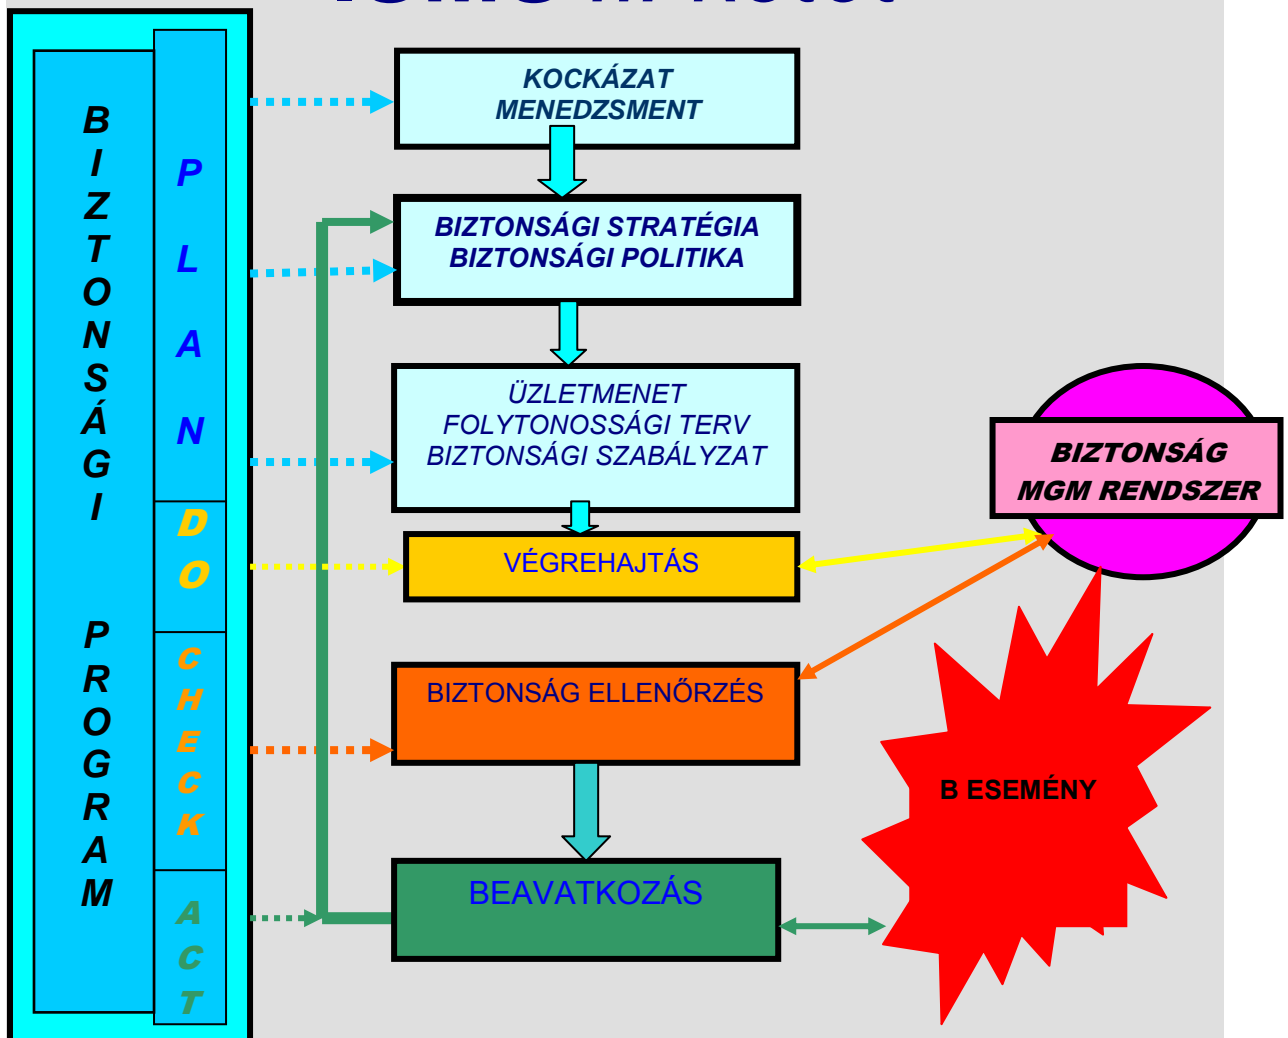 BIZTONSÁGI PROGRAM
PLAN
DO
CHECK
ACT
KOCKÁZAT
MENEDZSMENT
BIZTONSÁGI STRATÉGIA
BIZTONSÁGI POLITIKA
ÜZLETMENET
FOLYTONOSSÁGI TERV
BIZTONSÁGI SZABÁLYZAT
VÉGREHAJTÁS
BIZTONSÁG ELLENŐRZÉS
BEAVATKOZÁS
BIZTONSÁG
MGM RENDSZER
B ESEMÉNY